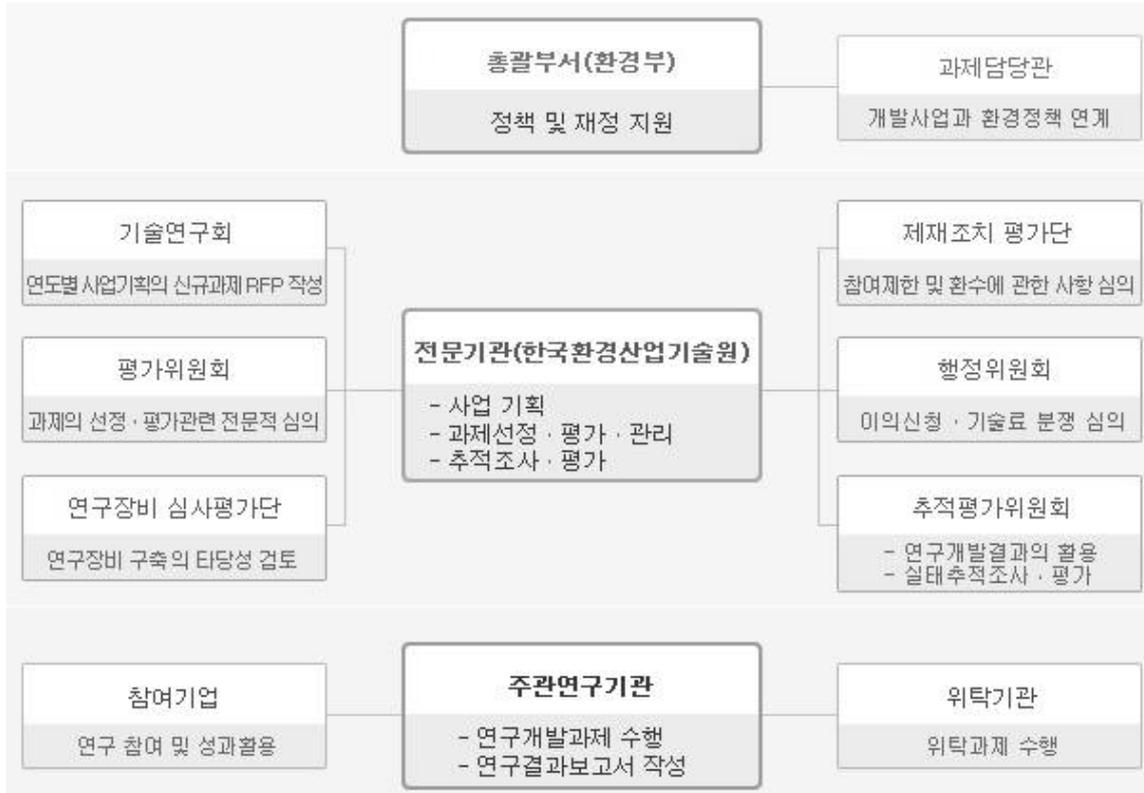 총괄부서(환경부)
정책 및 재정 지원
과제담당관
개발사업과 환경정책 연계
기술연구회
연도별 사업기획의 신규과제 RFP 작성
평가위원회
과제의 선정·평가관련 전문적 심의
연구장비 심사평가단
연구장비 구축의 타당성 검토
전문기관(한국환경산업기술원)
- 사업 기획
- 과제선정·평가·관리
- 추적조사·평가
제재조치 평가단
참여제한 및 환수에 관한 사항 심의
행정위원회
이의신청·기술료 분쟁 심의
추적평가위원회
- 연구개발결과의 활용
- 실태추적조사·평가
참여기업
연구 참여 및 성과활용
주관연구기관
- 연구개발과제 수행
- 연구결과보고서 작성
위탁기관
위탁과제 수행